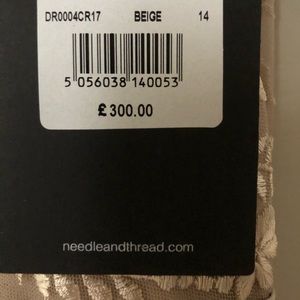 DR0004CR17 BEIGE 14
5 056038 140053
£300.00
needleandthread.com